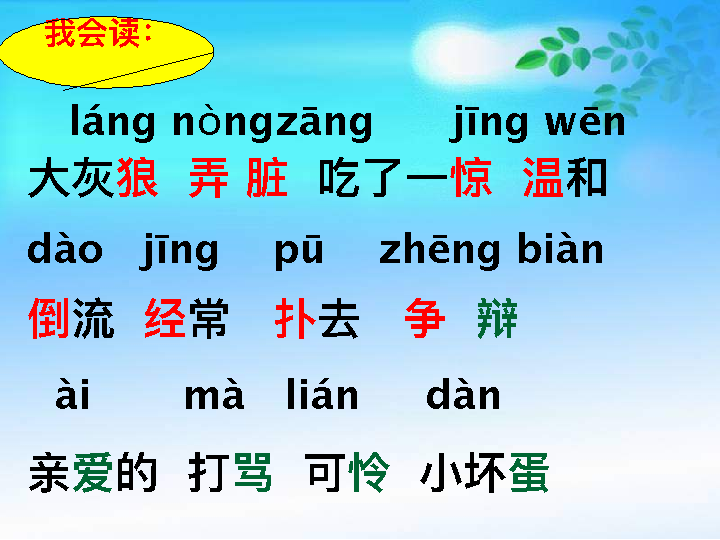 我会读：
láng nòngzāng jīng wēn
大灰狼 弄 脏 吃了一惊 温和
dào jīng pū zhēng biàn
倒流 经常 扑去 争 辩
ài mà lián dàn
亲爱的 打骂 可怜 小坏蛋